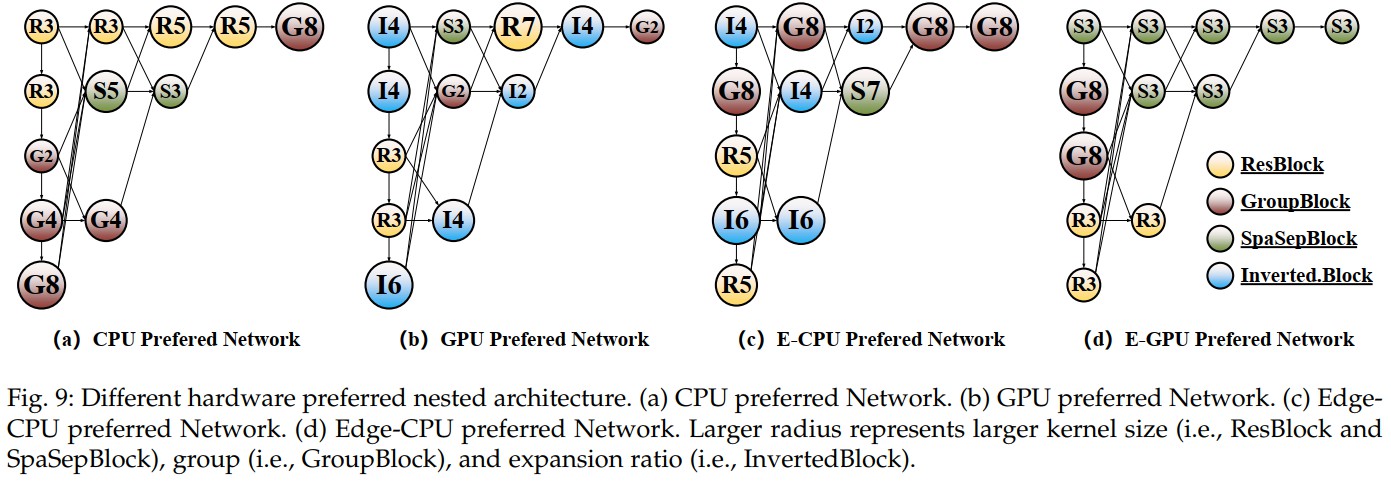 R3 R3 R5 R5 G8
R3 S5 S3
G2
G4 G4
G8
(a) CPU Prefered Network
I4 S3 R7 I4 G2
I4 G2 I2
R3
R3 I4
I6
(b) GPU Prefered Network
I4 G8 I2 G8 G8
G8 I4 S7
R5
I6 I6
R5
(c) E-CPU Prefered Network
S3 S3 S3 S3 S3
G8 S3 S3
G8
R3 R3
R3
(d) E-GPU Prefered Network
ResBlock
GroupBlock
SpaSepBlock
Inverted.Block
Fig. 9: Different hardware preferred nested architecture. (a) CPU preferred Network. (b) GPU preferred Network. (c) Edge-
CPU preferred Network. (d) Edge-CPU preferred Network. Larger radius represents larger kernel size (i.e., ResBlock and
SpaSepBlock), group (i.e., GroupBlock), and expansion ratio (i.e., InvertedBlock).